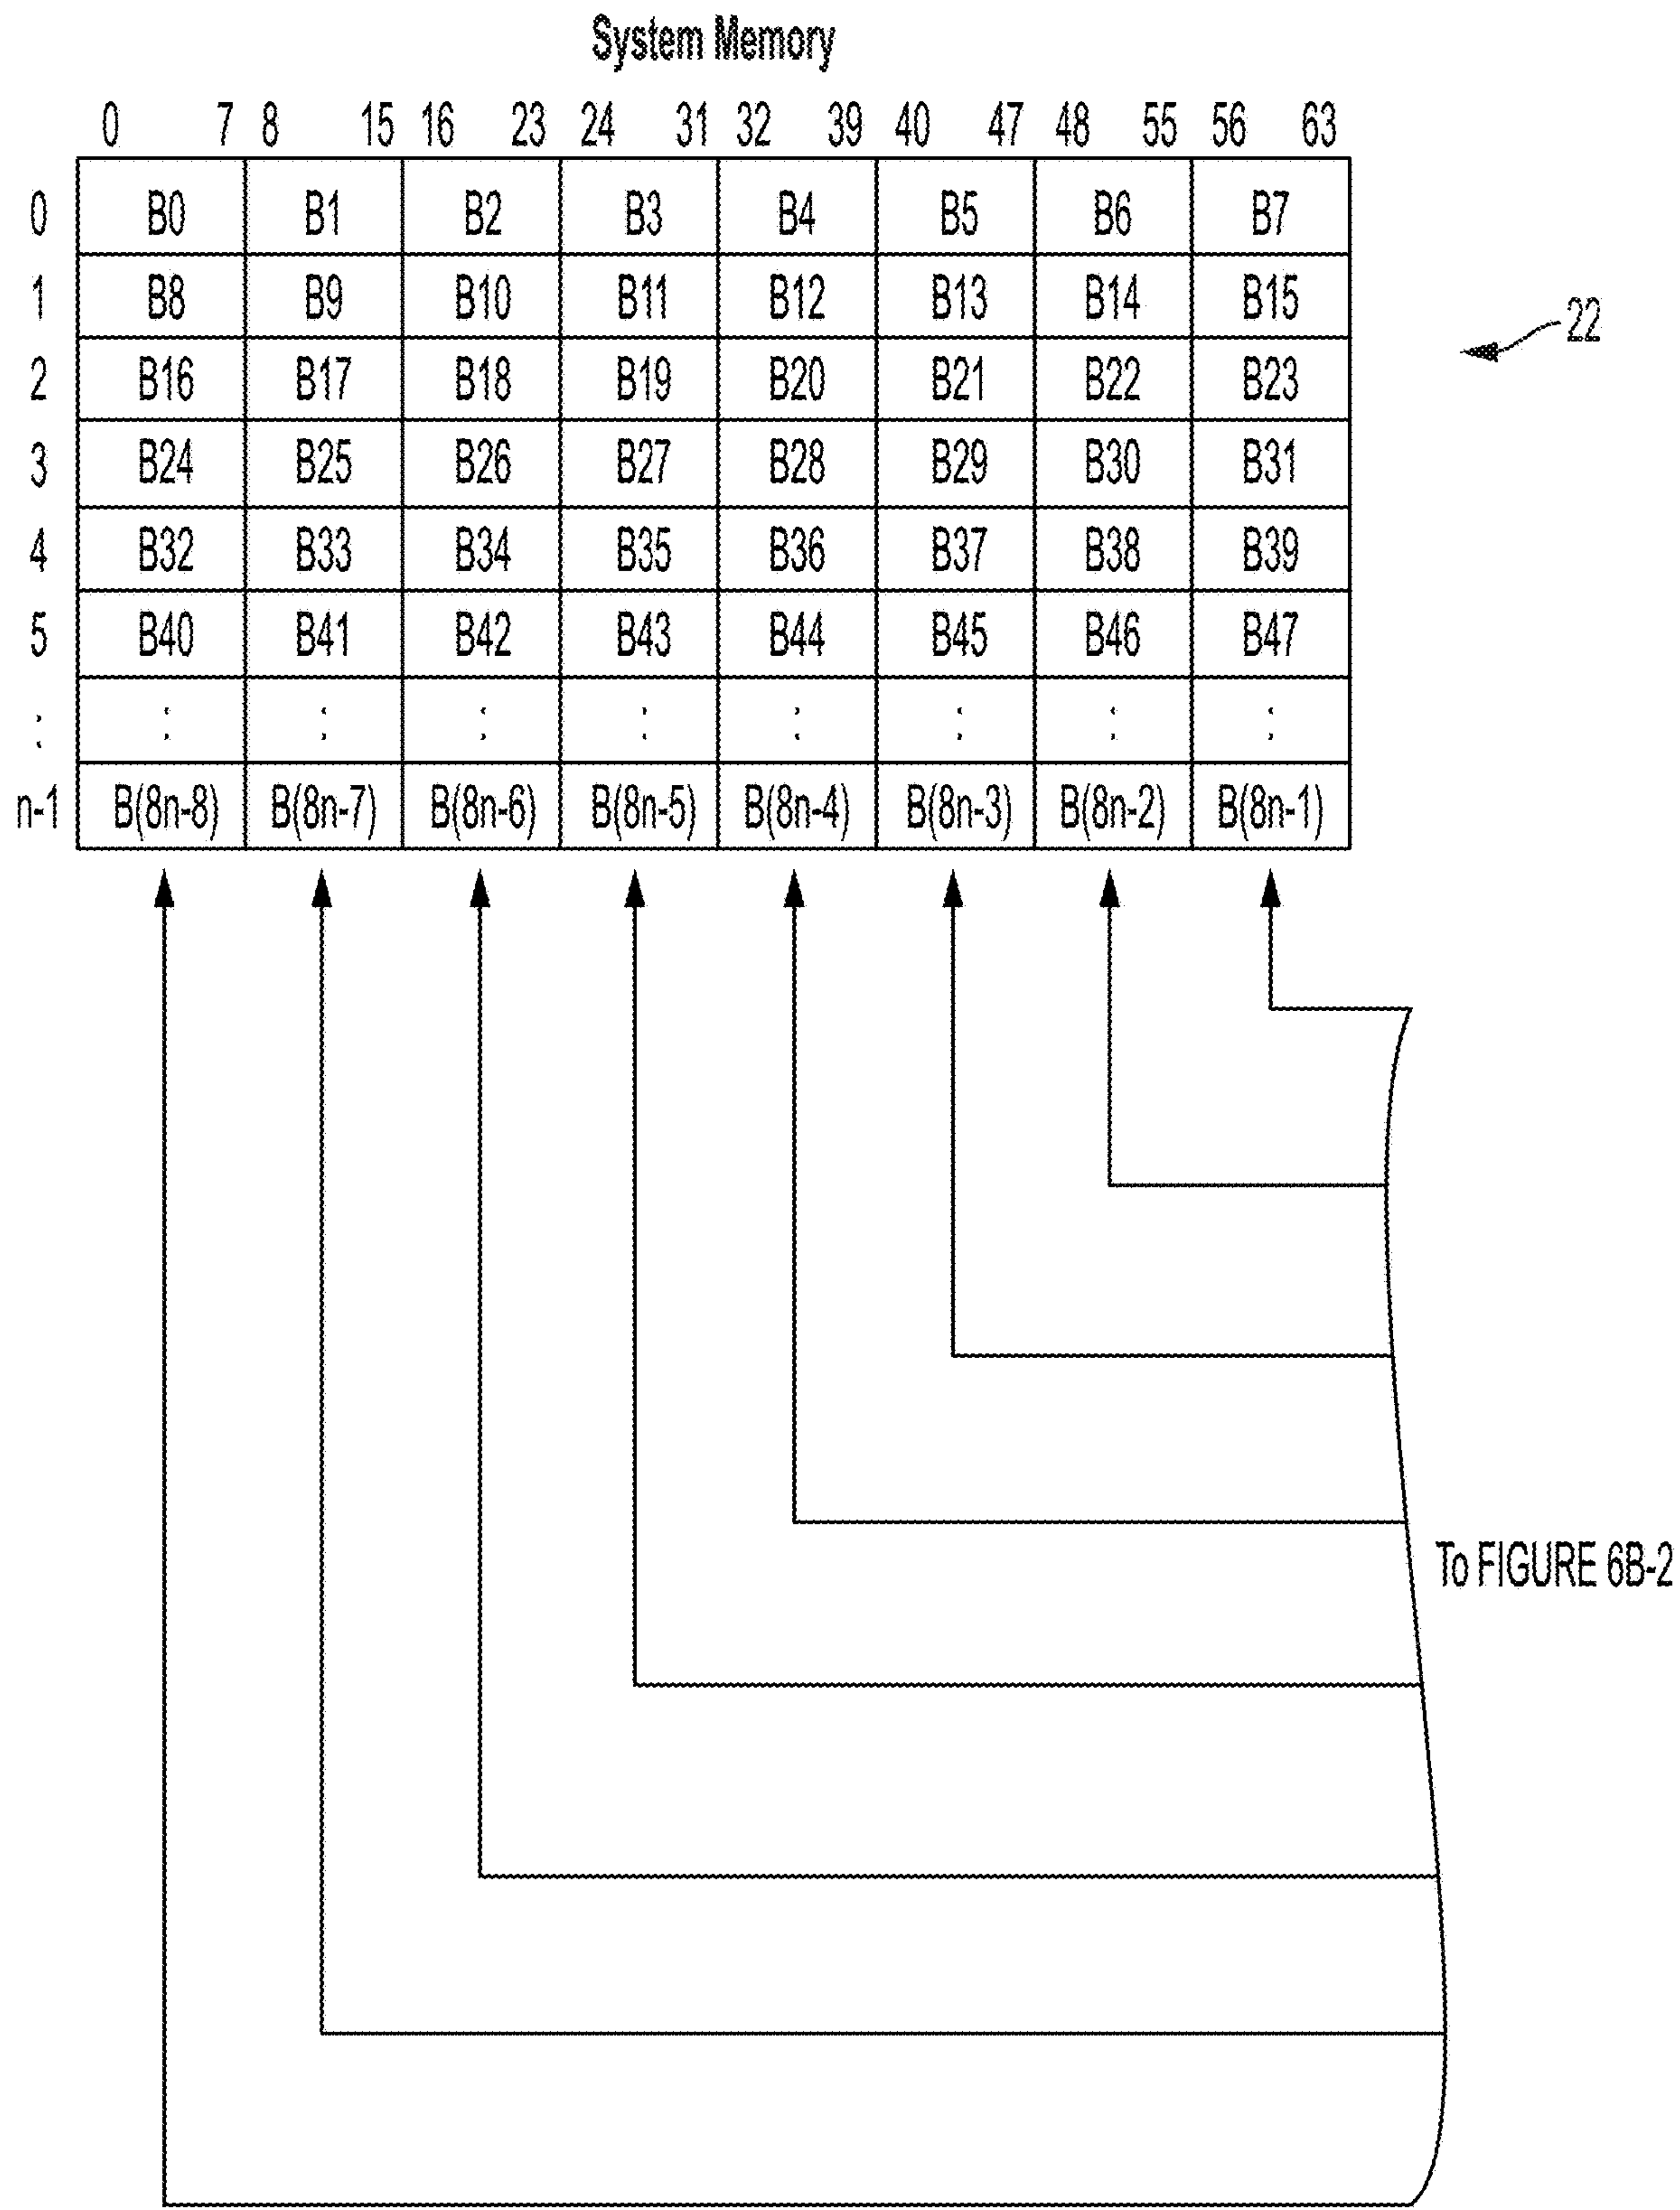 System Memory
0 7 8 15 16 23 24 31 32 39 40 47 48 55 56 63
0 B0 B1 B2 B3 B4 B5 B6 B7
1 B8 B9 B10 B11 B12 B13 B14 B15
22
2 B16 B17 B18 B19 B20 B21 B22 B23
3 B24 B25 B26 B27 B28 B29 B30 B31
4 B32 B33 B34 B35 B36 B37 B38 B39
5 B40 B41 B42 B43 B44 B45 B46 B47
: : : : : : : : :
n-1 B(8n-8) B(8n-7) B(8n-6) B(8n-5) B(8n-4) B(8n-3) B(8n-2) B(8n-1)
To FIGURE 6B-2